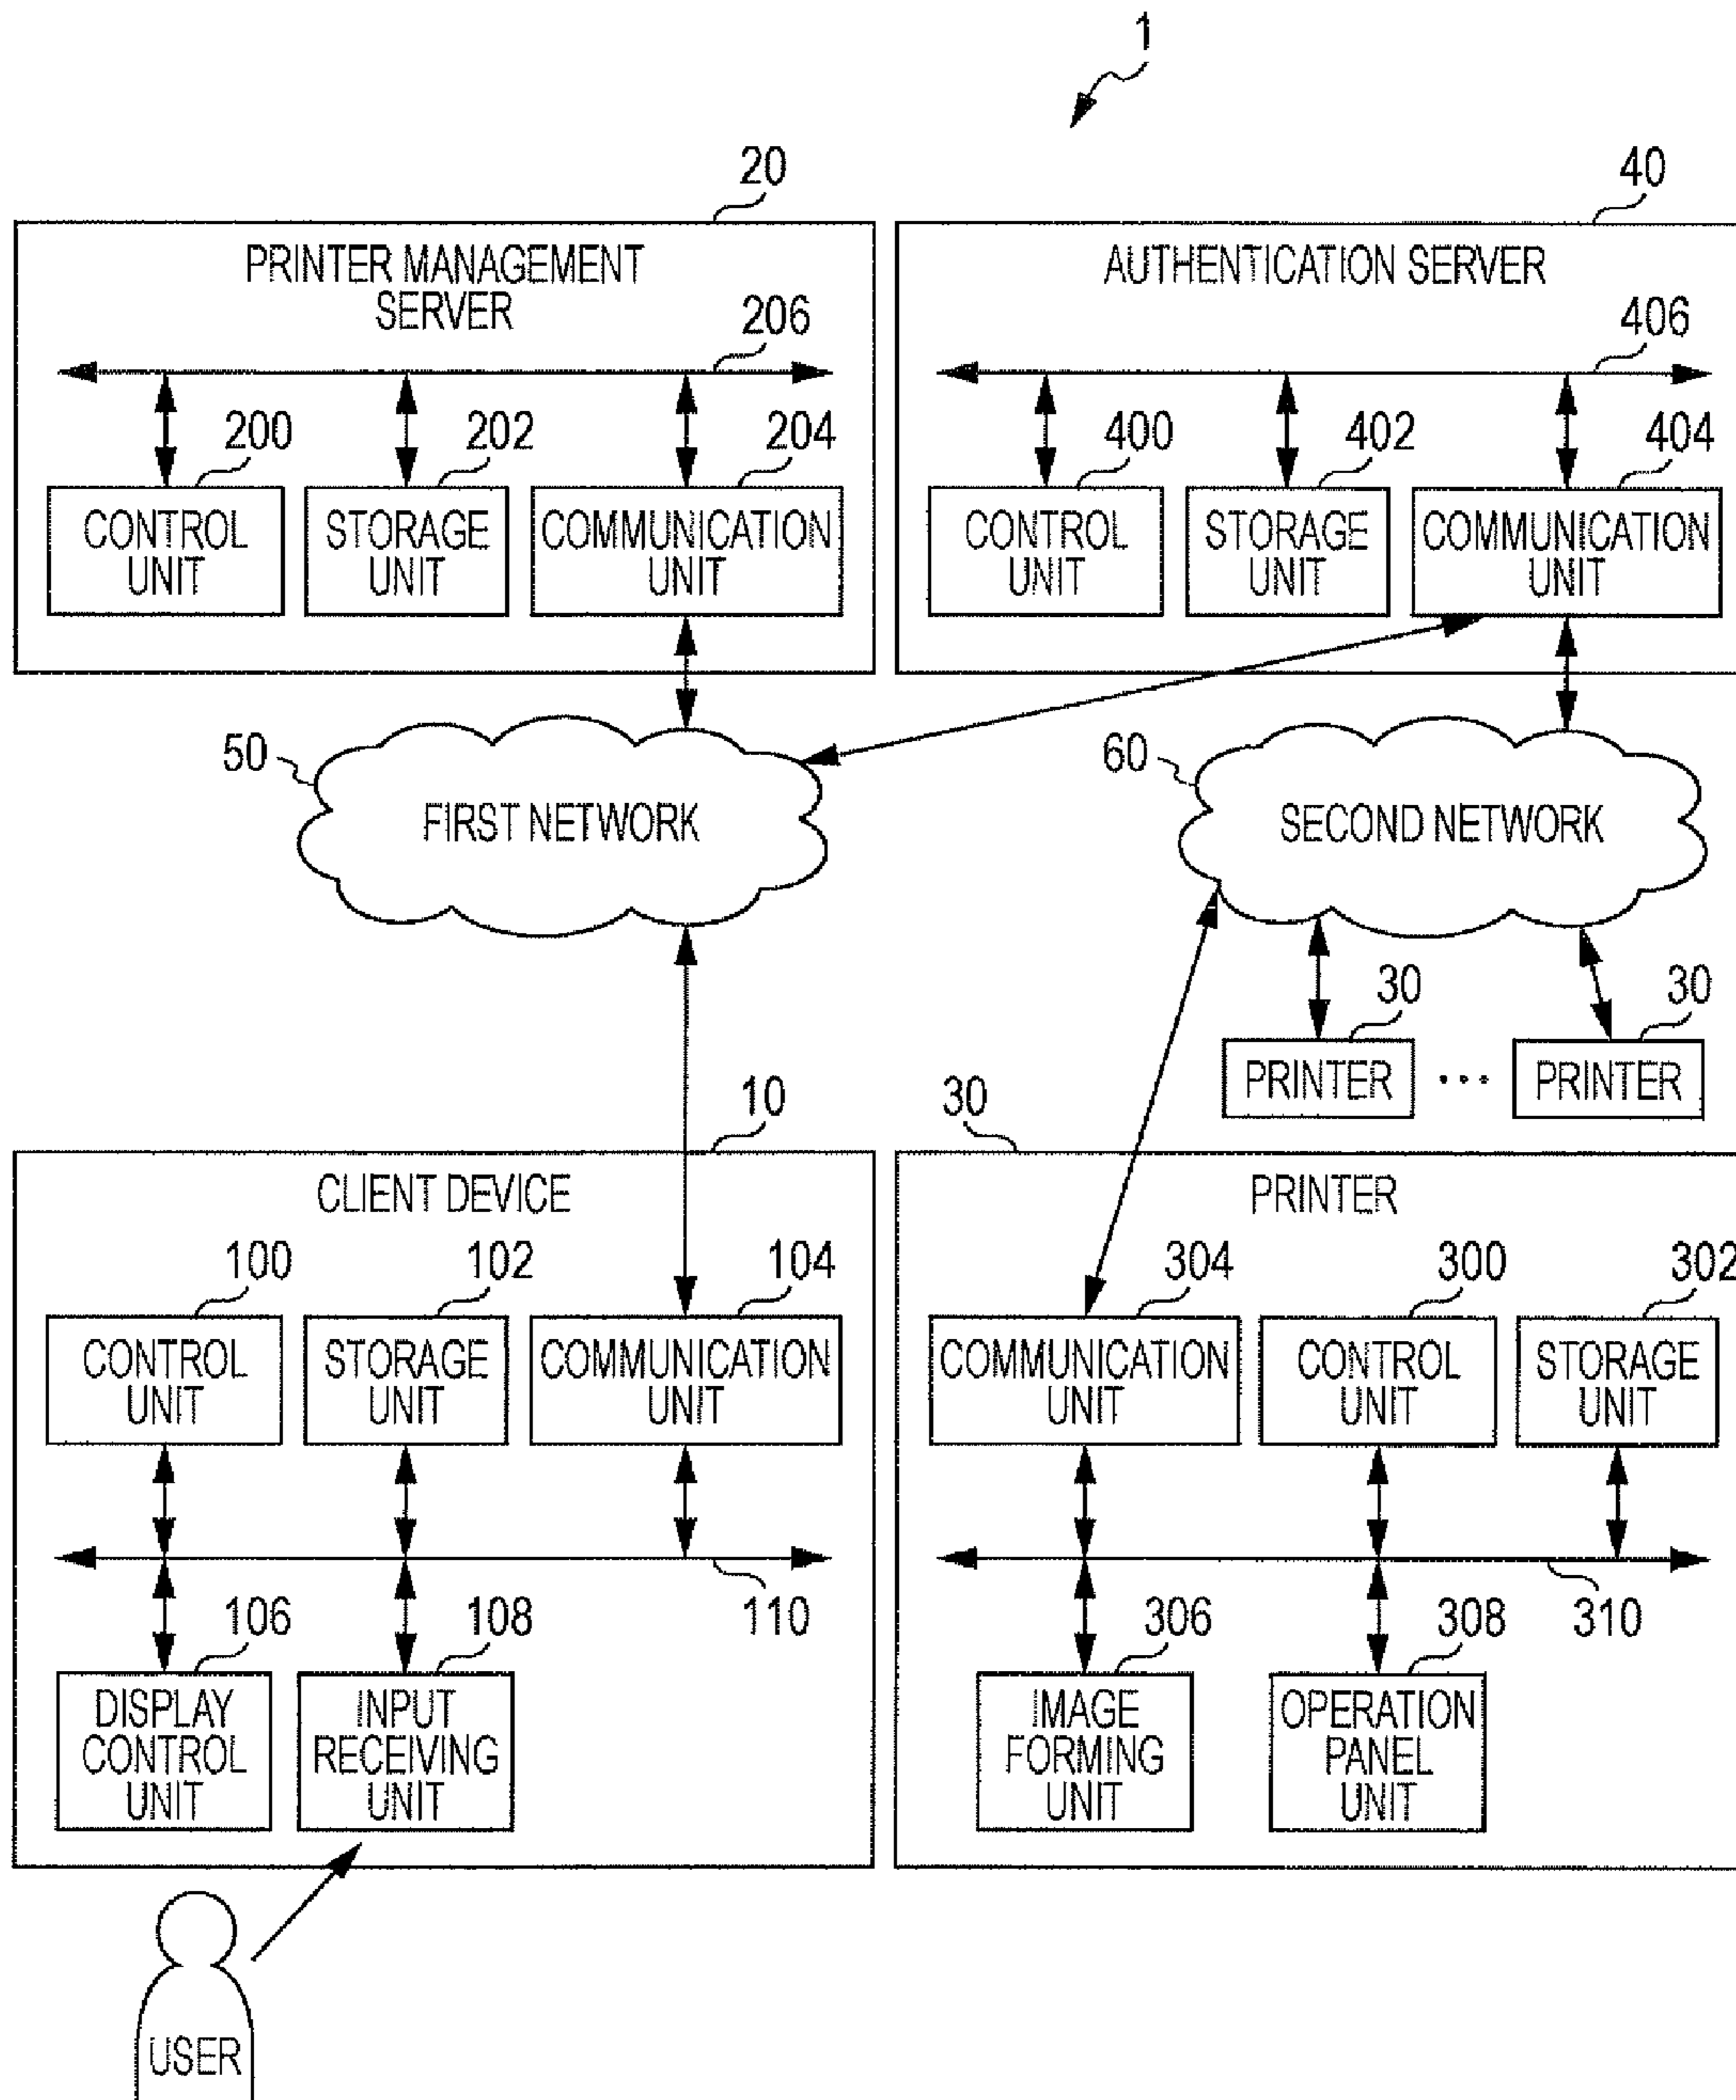 1
20
40
PRINTER MANAGEMENT
SERVER
AUTHENTICATION SERVER
206
406
200
202
204
400
402
404
CONTROL
UNIT
STORAGE
UNIT
COMMUNICATION
UNIT
CONTROL
UNIT
STORAGE
UNIT
COMMUNICATION
UNIT
50
FIRST NETWORK
60
SECOND NETWORK
30
30
PRINTER
...
PRINTER
10
30
CLIENT DEVICE
PRINTER
100
102
104
304
300
302
CONTROL
UNIT
STORAGE
UNIT
COMMUNICATION
UNIT
COMMUNICATION
UNIT
CONTROL
UNIT
STORAGE
UNIT
106
108
110
306
308
310
DISPLAY
CONTROL
UNIT
INPUT
RECEIVING
UNIT
IMAGE
FORMING
UNIT
OPERATION
PANEL
UNIT
USER